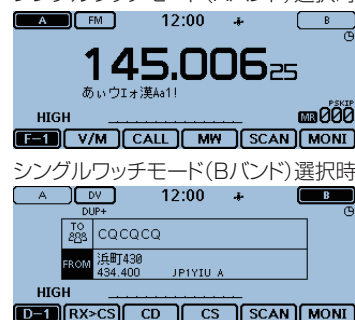 シングルワッチモード(Aバンド)選択時
A FM 12:00 B
145.00625
あいウエォ漢Aa1!
PSKIP
HIGH MR000
F-1 V/M CALL MW SCAN MONI
シングルワッチモード(Bバンド)選択時
A DV 12:00 B
DUP+
TO CQCQCQ
FROM 浜町430
434.400 JP1YIU A
HIGH
D-1 RX>CS CD CS SCAN MONI